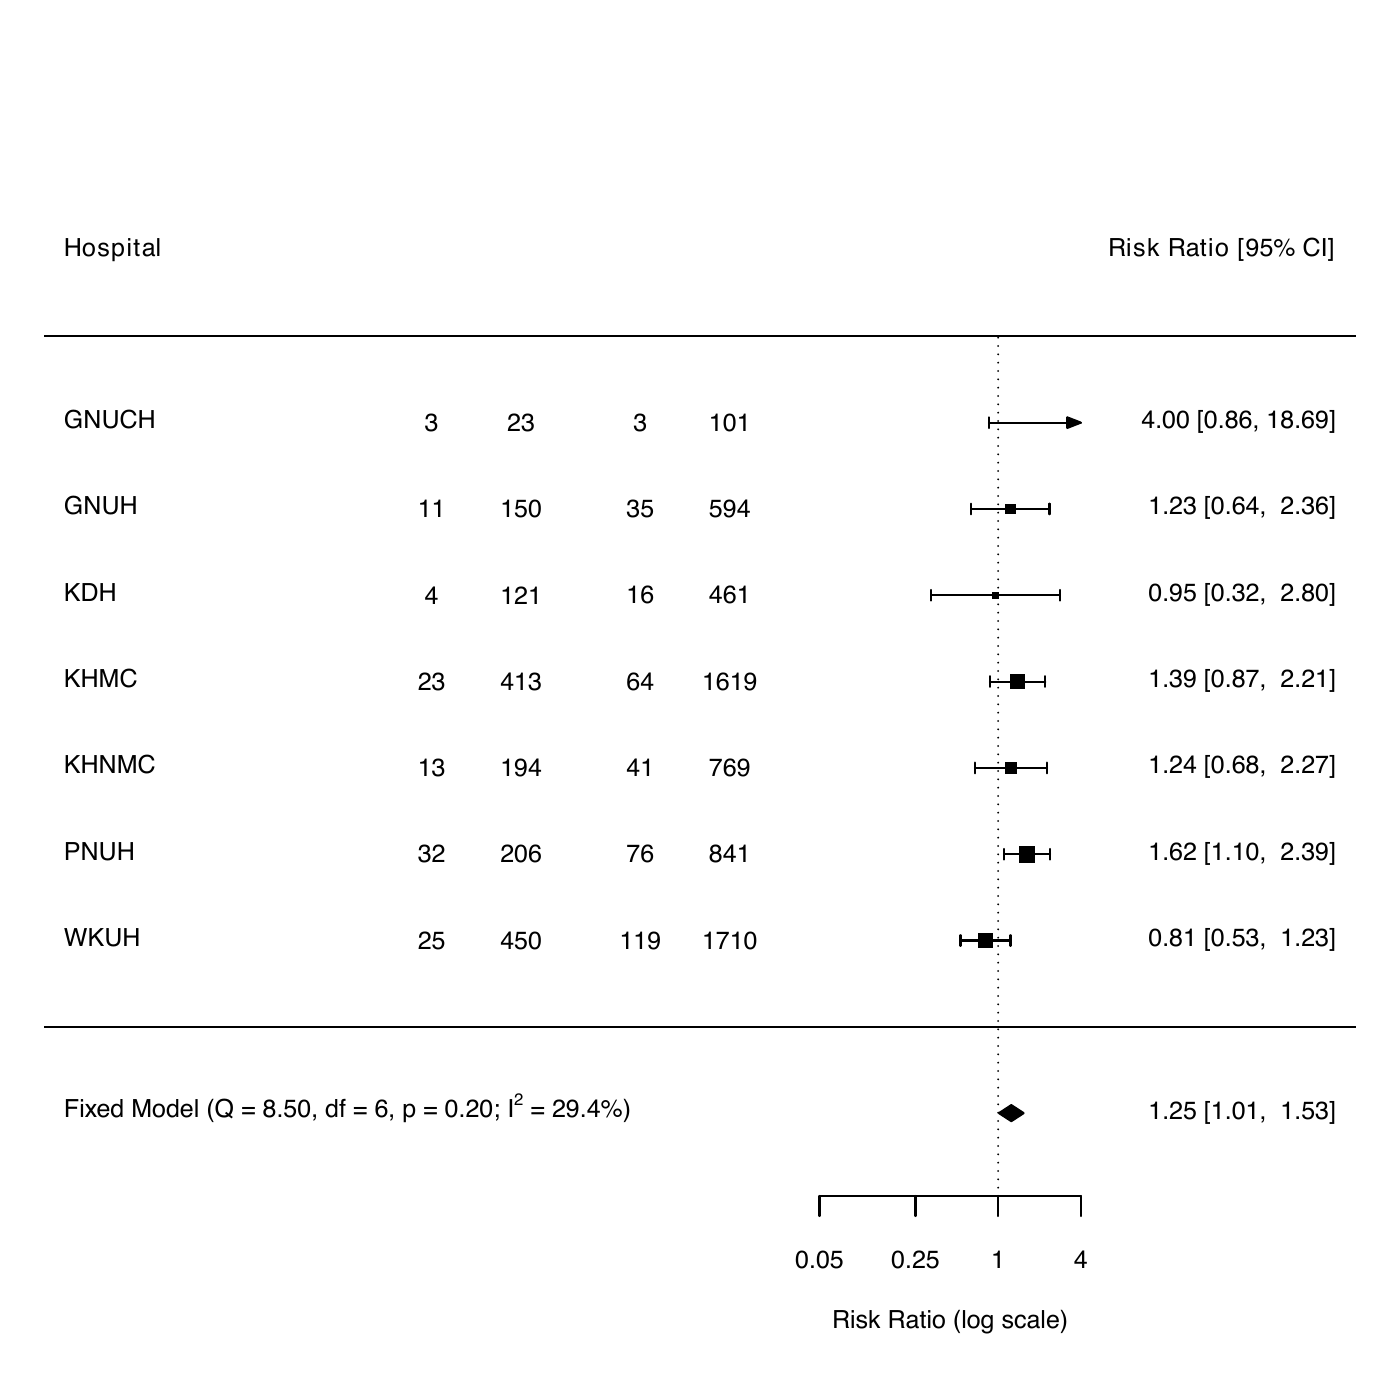 Hospital Risk Ratio [95% CI]
GNUCH 3 23 3 101 4.00 [0.86, 18.69]
GNUH 11 150 35 594 1.23 [0.64, 2.36]
KDH 4 121 16 461 0.95 [0.32, 2.80]
KHMC 23 413 64 1619 1.39 [0.87, 2.21]
KHNMC 13 194 41 769 1.24 [0.68, 2.27]
PNUH 32 206 76 841 1.62 [1.10, 2.39]
WKUH 25 450 119 1710 0.81 [0.53, 1.23]
Fixed Model (Q = 8.50, df = 6, p = 0.20; I² = 29.4%) 1.25 [1.01, 1.53]
0.05 0.25 1 4
Risk Ratio (log scale)